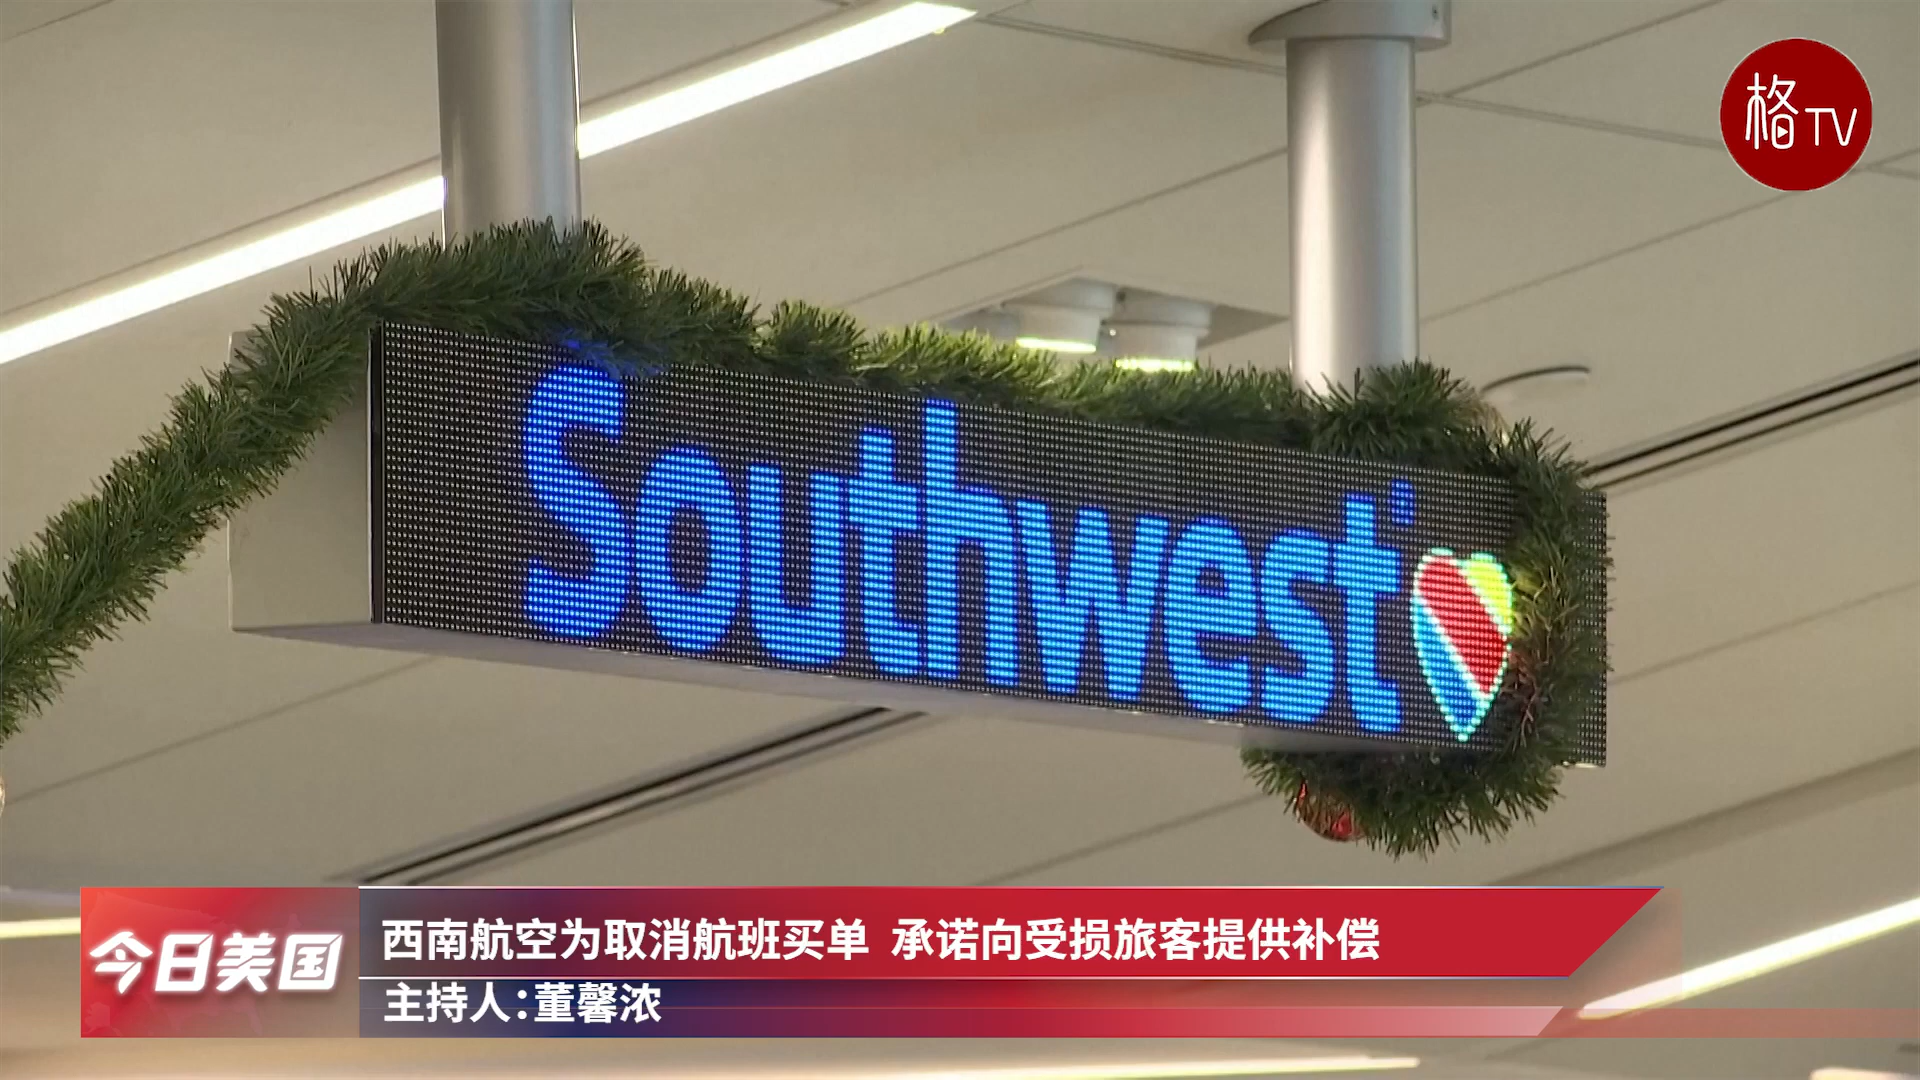 格TV
Southwest
今日美国
西南航空为取消航班买单 承诺向受损旅客提供补偿
主持人：董馨浓